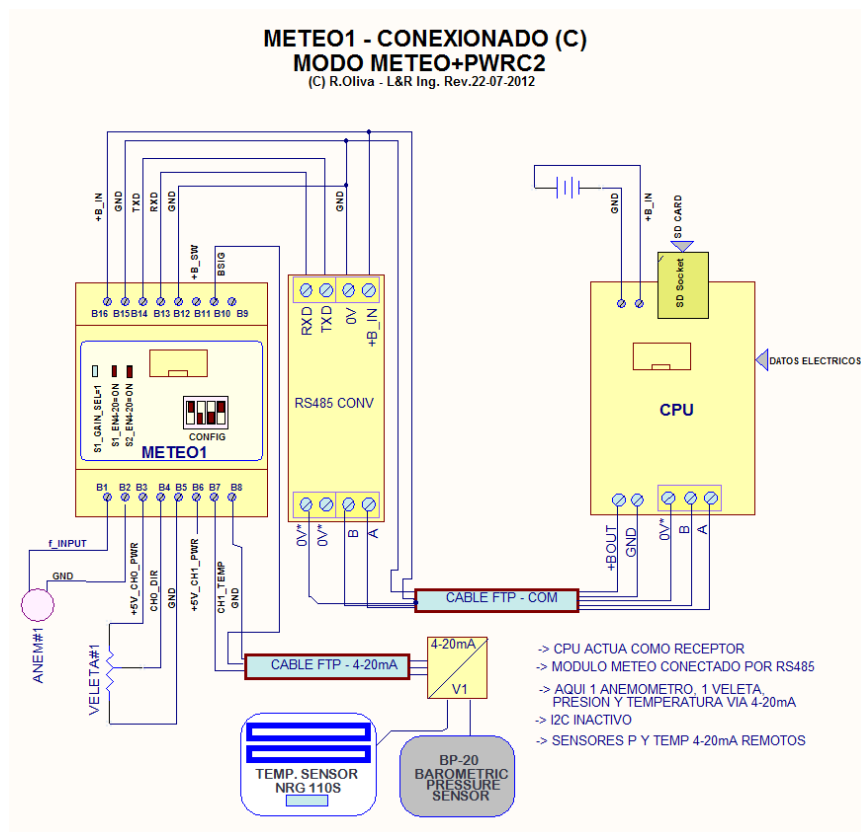 METEO1 - CONEXIONADO (C)
MODO METEO+PWRC2
(C) R.Oliva - L&R Ing. Rev.22-07-2012
+B_IN
GND
TXD
RXD
GND
+B_SW
BSIG
GND
GND
+B_IN
SD CARD
SD Socket
B16
B15
B14
B13
B12
B11
B10
B9
RXD
TXD
0V
+B_IN
DATOS ELECTRICOS
S1_GAIN_SEL=1
S1_EN4-20=ON
S2_EN4-20=ON
CONFIG
METEO1
RS485 CONV
CPU
B1
B2
B3
B4
B5
B6
B7
B8
0V*
0V*
B
A
+BOUT
GND
0V*
B
A
f_INPUT
GND
+5V_CH0_PWR
CH0_DIR
GND
+5V_CH1_PWR
CH1_TEMP
GND
ANEM#1
VELETA#1
CABLE FTP - COM
CABLE FTP - 4-20mA
4-20mA
V1
TEMP. SENSOR
NRG 110S
BP-20
BAROMETRIC
PRESSURE
SENSOR
-> CPU ACTUA COMO RECEPTOR
-> MODULO METEO CONECTADO POR RS485
-> AQUI 1 ANEMOMETRO, 1 VELETA,
PRESION Y TEMPERATURA VIA 4-20mA
-> I2C INACTIVO
-> SENSORES P Y TEMP 4-20mA REMOTOS